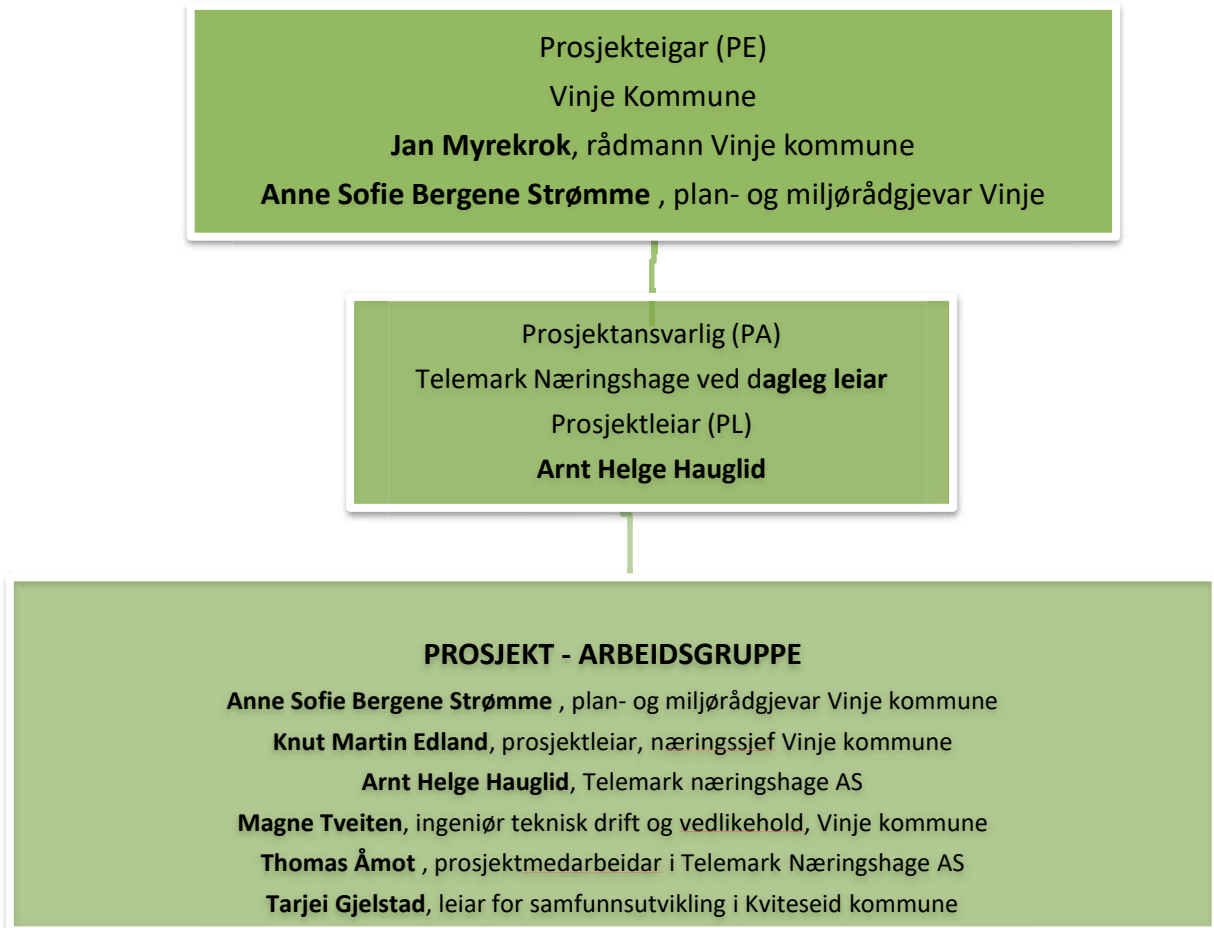 Prosjekteigar (PE)
Vinje Kommune
Jan Myrekrok, rådmann Vinje kommune
Anne Sofie Bergene Strømme , plan- og miljørådgjevar Vinje
Prosjektansvarlig (PA)
Telemark Næringshage ved dagleg leiar
Prosjektleiar (PL)
Arnt Helge Hauglid
PROSJEKT - ARBEIDSGRUPPE
Anne Sofie Bergene Strømme , plan- og miljørådgjevar Vinje kommune
Knut Martin Edland, prosjektleiar, næringssjef Vinje kommune
Arnt Helge Hauglid, Telemark næringshage AS
Magne Tveiten, ingeniør teknisk drift og vedlikehold, Vinje kommune
Thomas Åmot , prosjektmedarbeidar i Telemark Næringshage AS
Tarjei Gjelstad, leiar for samfunnsutvikling i Kviteseid kommune